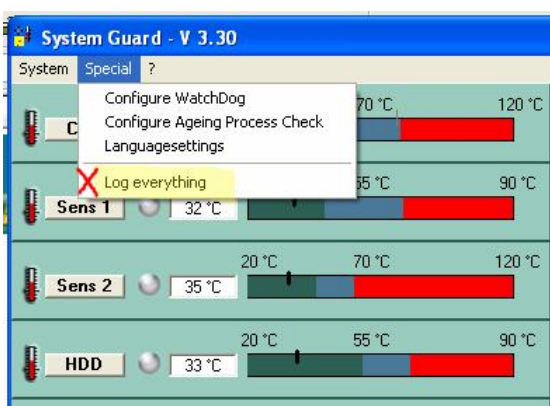 System Guard - V 3.30
System Special ?
Configure WatchDog
Configure Ageing Process Check
Languagesettings
Log everything
70 °C 120 °C
C
55 °C 90 °C
Sens 1 32 °C
20 °C 70 °C 120 °C
Sens 2 35 °C
20 °C 55 °C 90 °C
HDD 33 °C